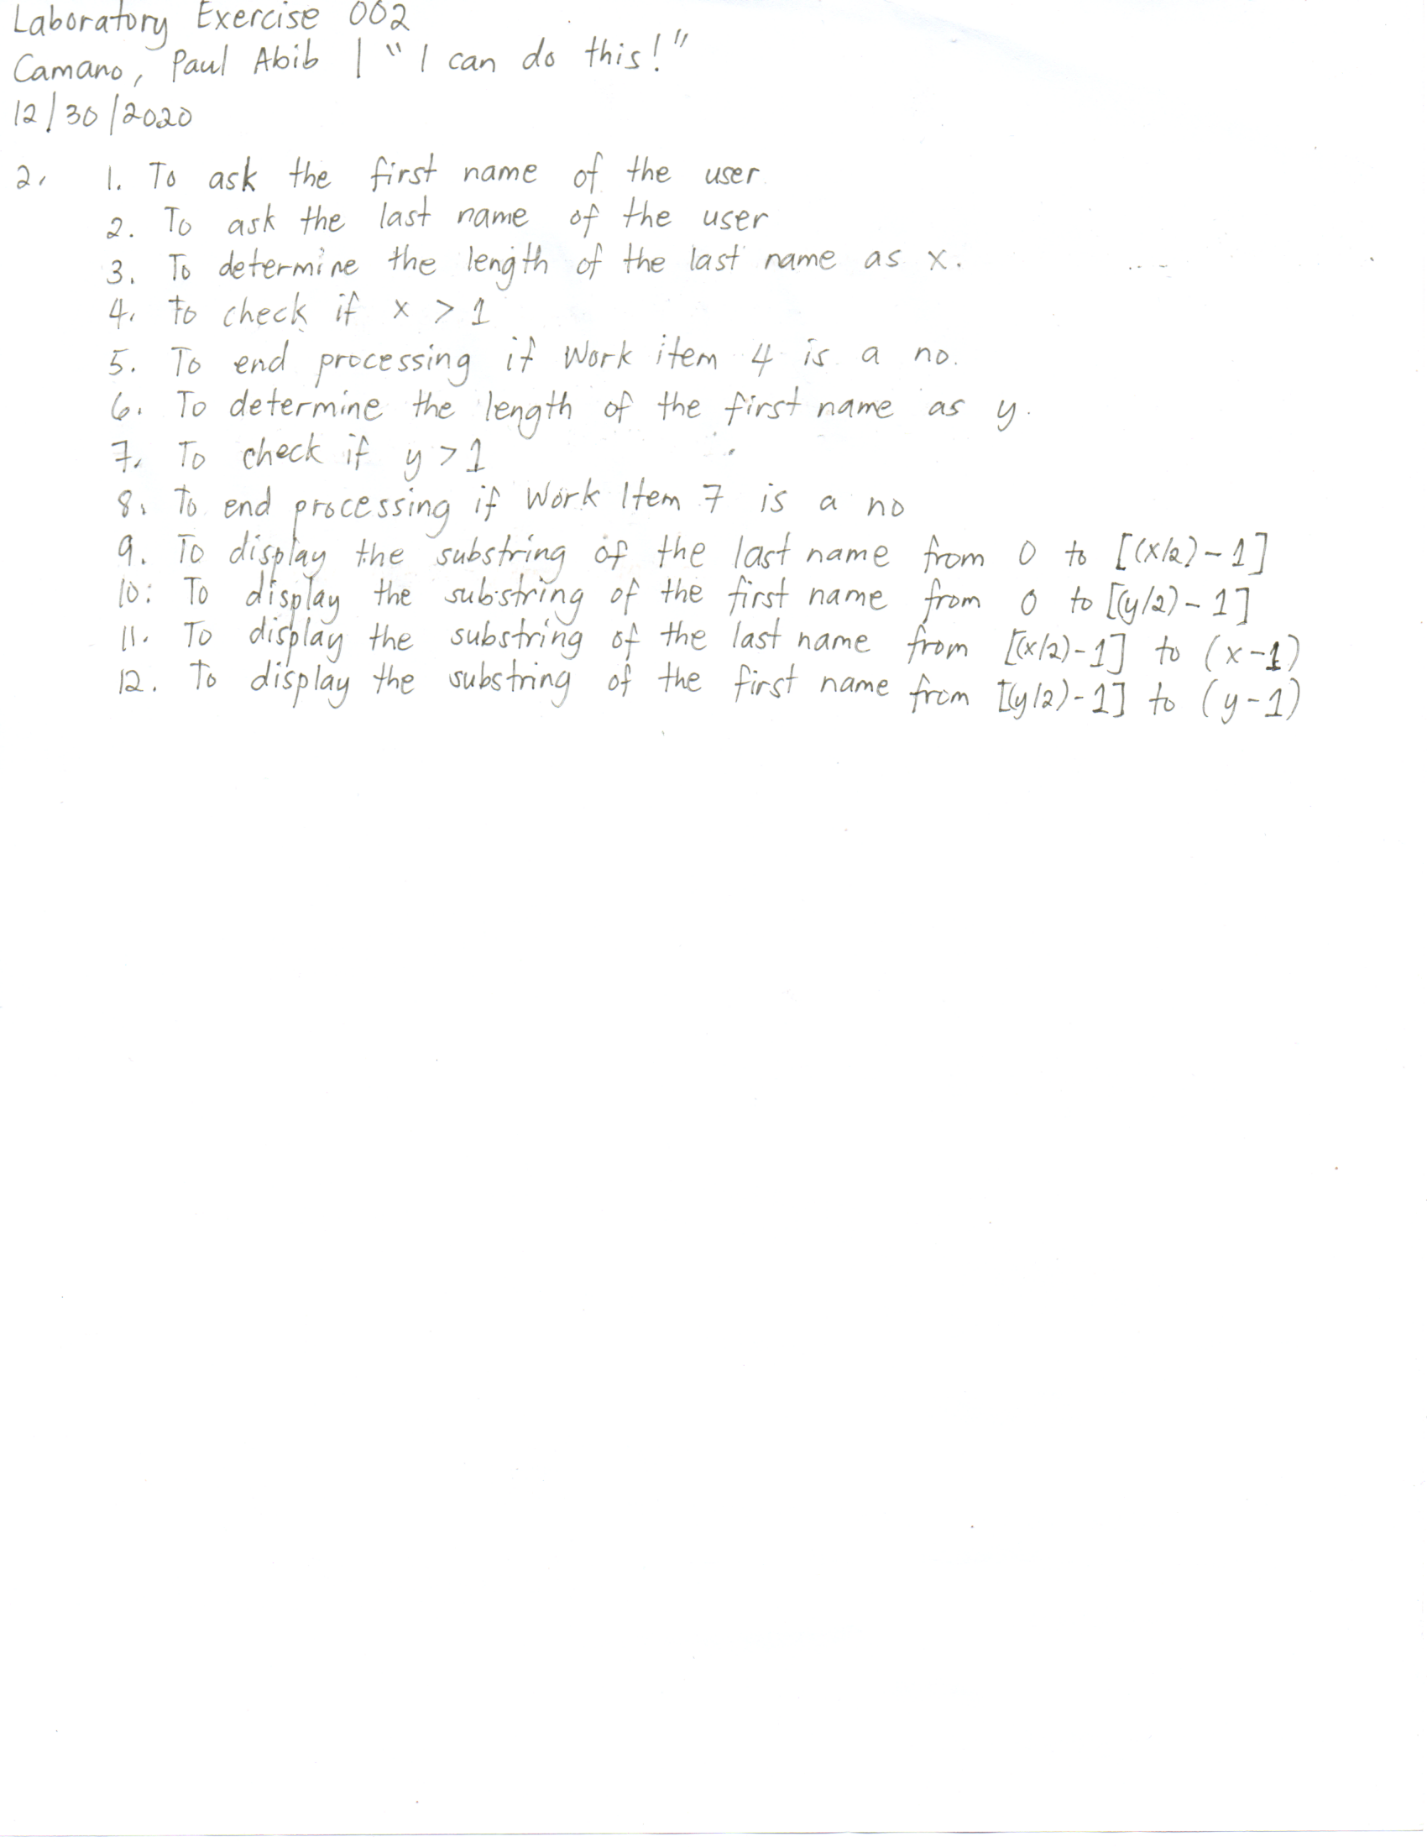 Laboratory Exercise 002
Camano, Paul Abib | "I can do this!"
12/30/2020
2. 1. To ask the first name of the user
2. To ask the last name of the user
3. To determine the length of the last name as x.
4. to check if x > 1
5. To end processing if Work item 4 is a no.
6. To determine the length of the first name as y.
7. To check if y > 1
8. To end processing if Work Item 7 is a no
9. To display the substring of the last name from 0 to [(x/2) - 1]
10. To display the substring of the first name from 0 to [(y/2) - 1]
11. To display the substring of the last name from [(x/2) - 1] to (x - 1)
12. To display the substring of the first name from [(y/2) - 1] to (y - 1)